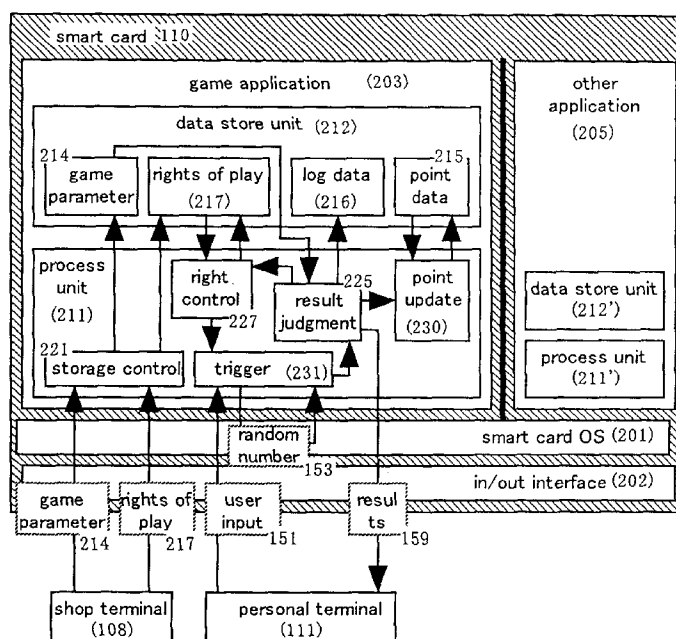 smart card 110
game application (203)
other
application
(205)
data store unit (212)
214
game
parameter
rights of play
(217)
log data
(216)
215
point
data
process
unit
(211)
right
control
227
225
result
judgment
point
update
(230)
data store unit
(212')
process unit
(211')
221
storage control
trigger (231)
random
number
153
smart card OS (201)
in/out interface (202)
game
parameter
214
rights of
play
217
user
input
151
resul
ts
159
shop terminal
(108)
personal terminal
(111)